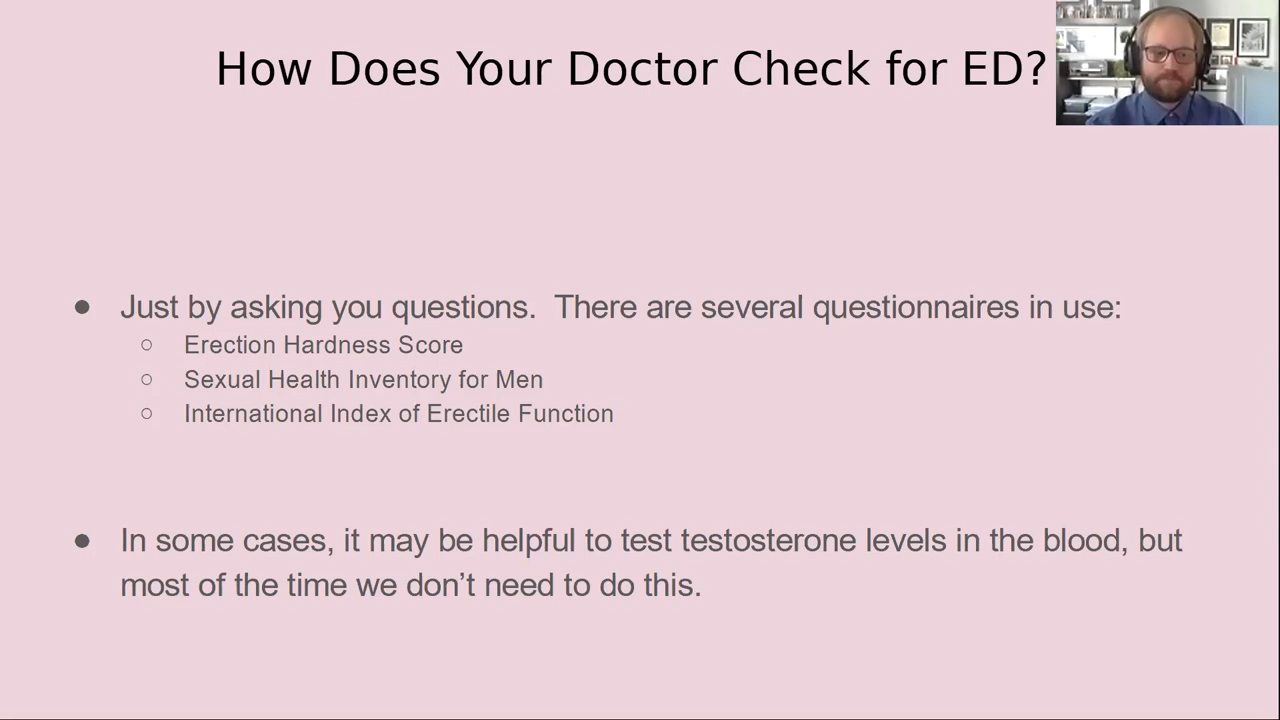 How Does Your Doctor Check for ED?
● Just by asking you questions.  There are several questionnaires in use:
○ Erection Hardness Score
○ Sexual Health Inventory for Men
○ International Index of Erectile Function
● In some cases, it may be helpful to test testosterone levels in the blood, but
most of the time we don’t need to do this.